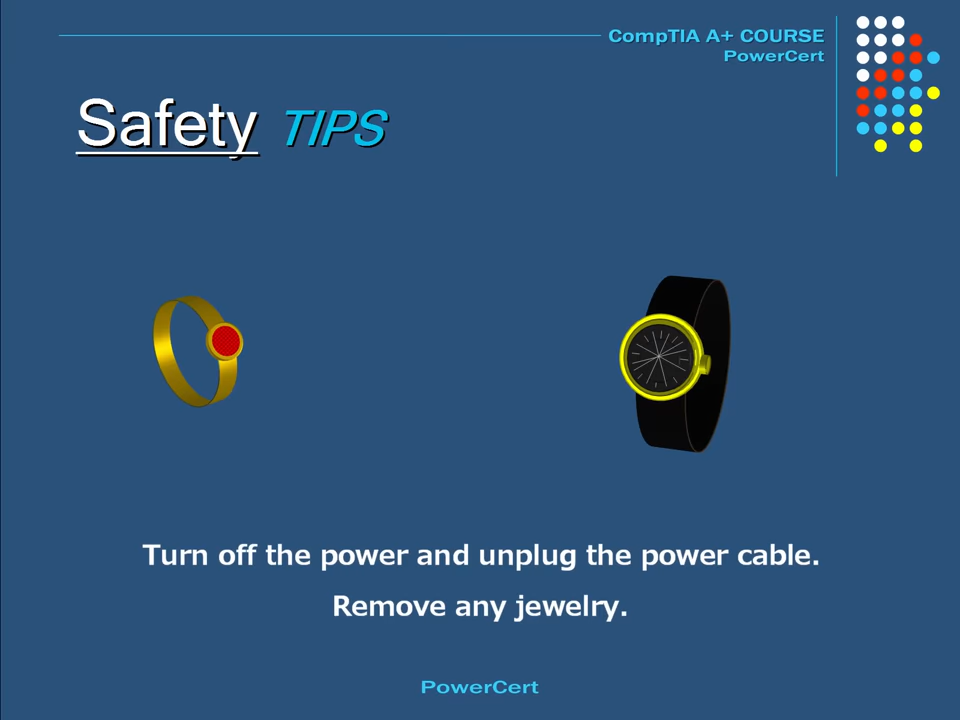 CompTIA A+ COURSE
PowerCert
Safety TIPS
Turn off the power and unplug the power cable.
Remove any jewelry.
PowerCert